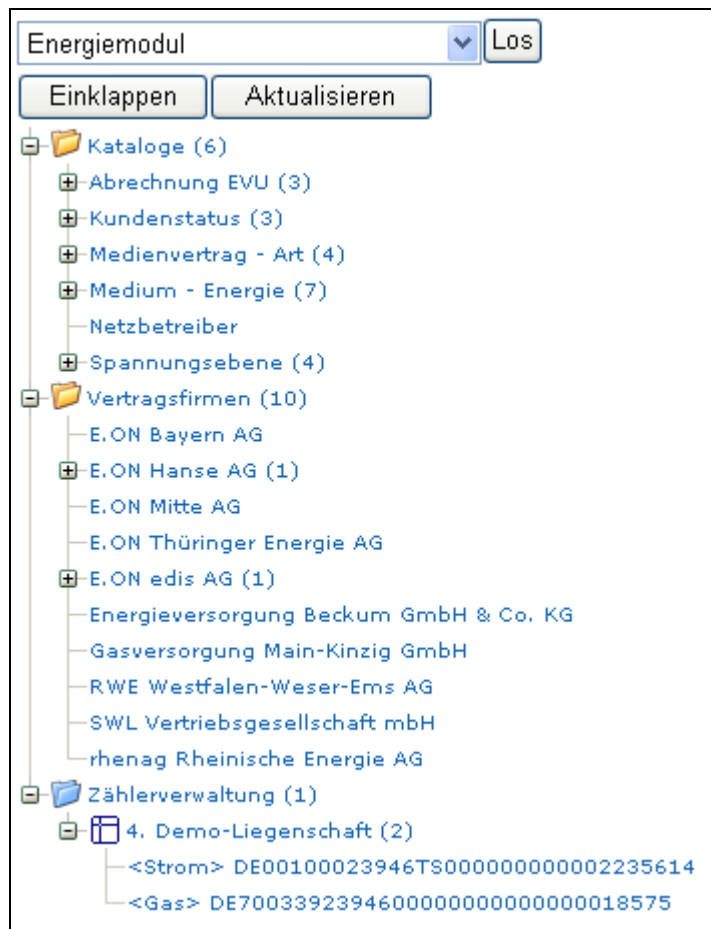 Energiemodul Los
Einklappen Aktualisieren
Kataloge (6)
Abrechnung EVU (3)
Kundenstatus (3)
Medienvertrag - Art (4)
Medium - Energie (7)
Netzbetreiber
Spannungsebene (4)
Vertragsfirmen (10)
E.ON Bayern AG
E.ON Hanse AG (1)
E.ON Mitte AG
E.ON Thüringer Energie AG
E.ON edis AG (1)
Energieversorgung Beckum GmbH & Co. KG
Gasversorgung Main-Kinzig GmbH
RWE Westfalen-Weser-Ems AG
SWL Vertriebsgesellschaft mbH
rhenag Rheinische Energie AG
Zählerverwaltung (1)
4. Demo-Liegenschaft (2)
<Strom> DE00100023946TS0000000000002235614
<Gas> DE7003392394600000000000000018575